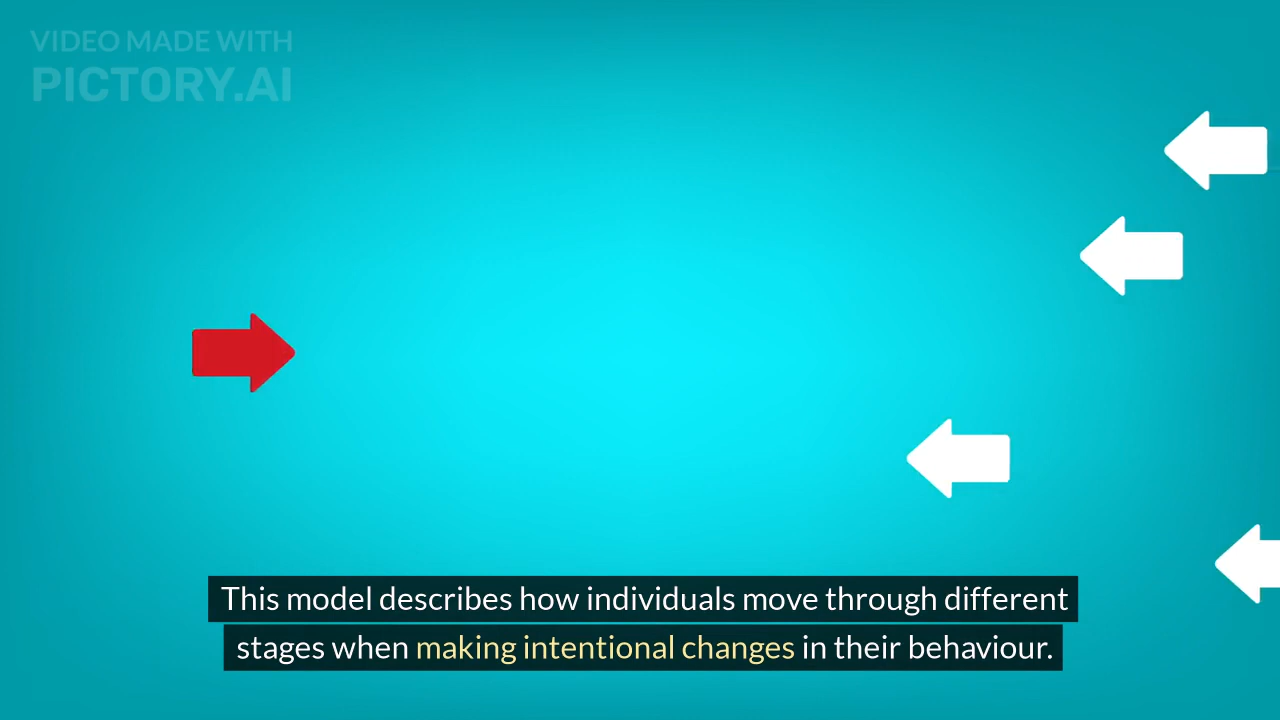 VIDEO MADE WITH
PICTORY.AI
This model describes how individuals move through different
stages when making intentional changes in their behaviour.